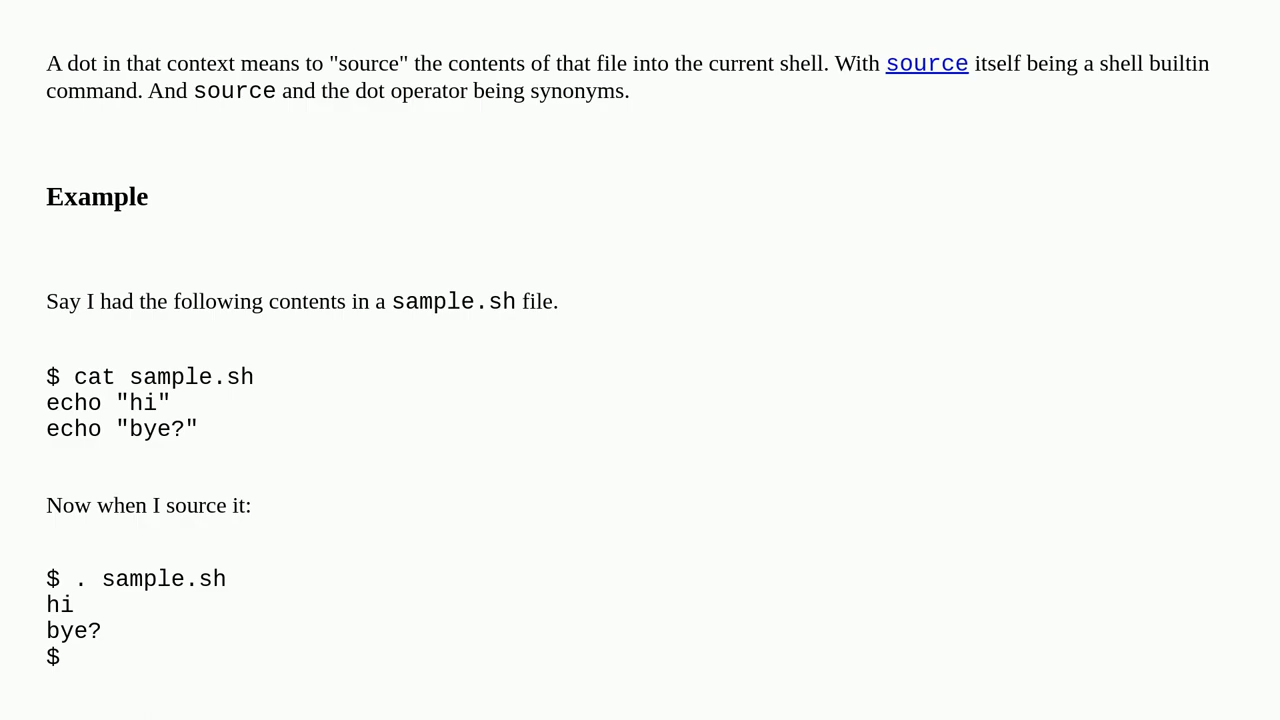 A dot in that context means to "source" the contents of that file into the current shell. With source itself being a shell builtin
command. And source and the dot operator being synonyms.
Example
Say I had the following contents in a sample.sh file.
$ cat sample.sh
echo "hi"
echo "bye?"
Now when I source it:
$ . sample.sh
hi
bye?
$